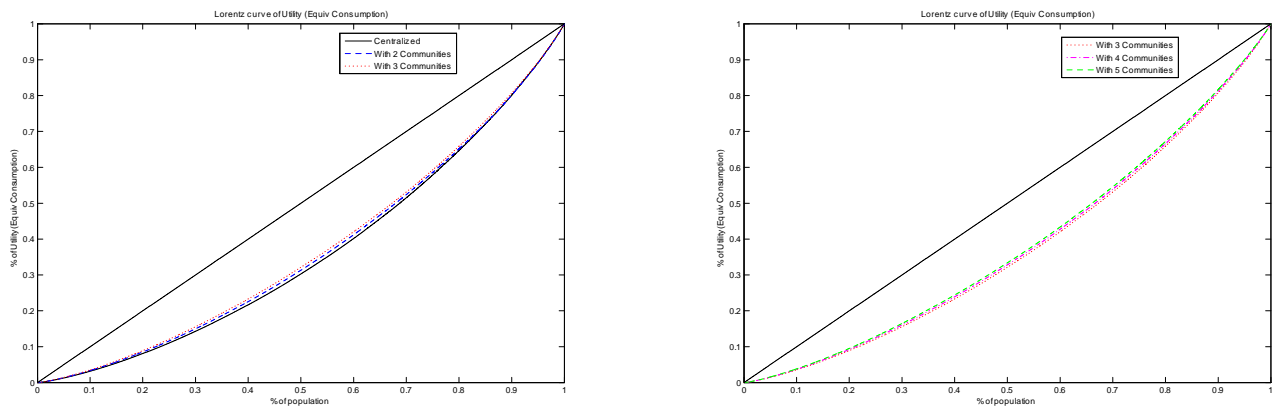 Lorentz curve of Utility (Equiv Consumption)
Centralized
With 2 Communities
With 3 Communities
% of Utility (Equiv Consumption)
1
0.9
0.8
0.7
0.6
0.5
0.4
0.3
0.2
0.1
0
0 0.1 0.2 0.3 0.4 0.5 0.6 0.7 0.8 0.9 1
% of population
Lorentz curve of Utility (Equiv Consumption)
With 3 Communities
With 4 Communities
With 5 Communities
% of Utility (Equiv Consumption)
1
0.9
0.8
0.7
0.6
0.5
0.4
0.3
0.2
0.1
0
0 0.1 0.2 0.3 0.4 0.5 0.6 0.7 0.8 0.9 1
% of population